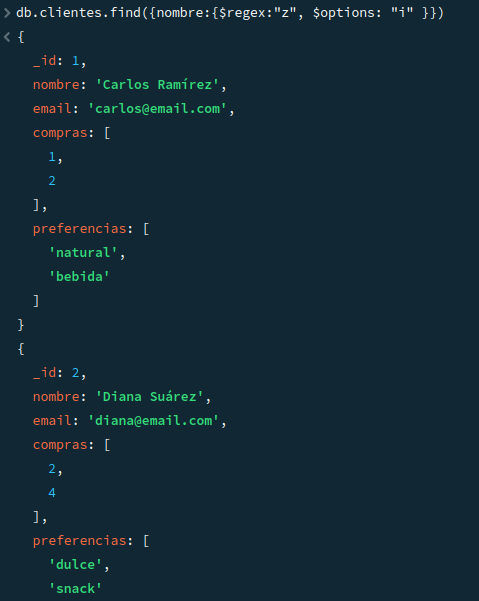 db.clientes.find({nombre:{$regex:"z", $options: "i" }})
{
_id: 1,
nombre: 'Carlos Ramírez',
email: 'carlos@email.com',
compras: [
1,
2
],
preferencias: [
'natural',
'bebida'
]
}
{
_id: 2,
nombre: 'Diana Suárez',
email: 'diana@email.com',
compras: [
2,
4
],
preferencias: [
'dulce',
'snack'